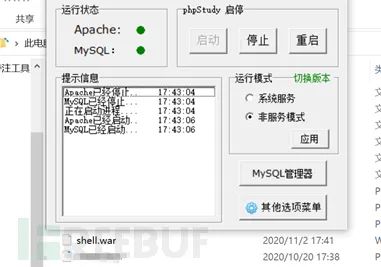 运行状态
phpStudy 启停
共享
Apache:
MySQL:
启动
停止
重启
此电脑
注工具
提示信息
运行模式
切换版本
Apache已经停止... 17:43:04
MySQL已经停止... 17:43:04
正在启动进程... 17:43:04
Apache已经启动... 17:43:06
MySQL已经启动... 17:43:06
系统服务
非服务模式
应用
MySQL管理器
其他选项菜单
文
文
文
P
P
shell.war
2020/11/2 17:41
W
2020/10/20 17:38
文
REEBUF